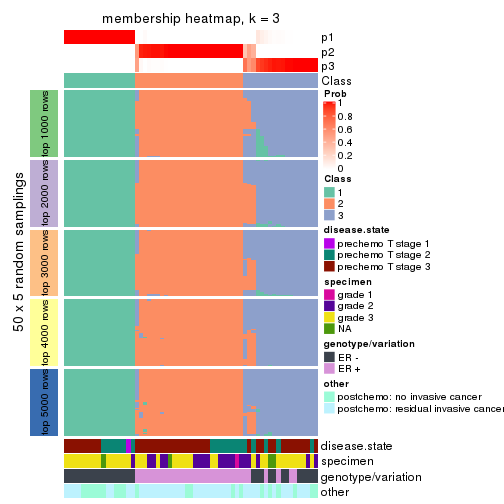 membership heatmap, k = 3
p1
p2
p3
Class
50 x 5 random samplings
top 1000 rows
top 2000 rows
top 3000 rows
top 4000 rows
top 5000 rows
Prob
1
0.8
0.6
0.4
0.2
0
Class
1
2
3
disease.state
prechemo T stage 1
prechemo T stage 2
prechemo T stage 3
specimen
grade 1
grade 2
grade 3
NA
genotype/variation
ER -
ER +
other
postchemo: no invasive cancer
postchemo: residual invasive cancer
disease.state
specimen
genotype/variation
other